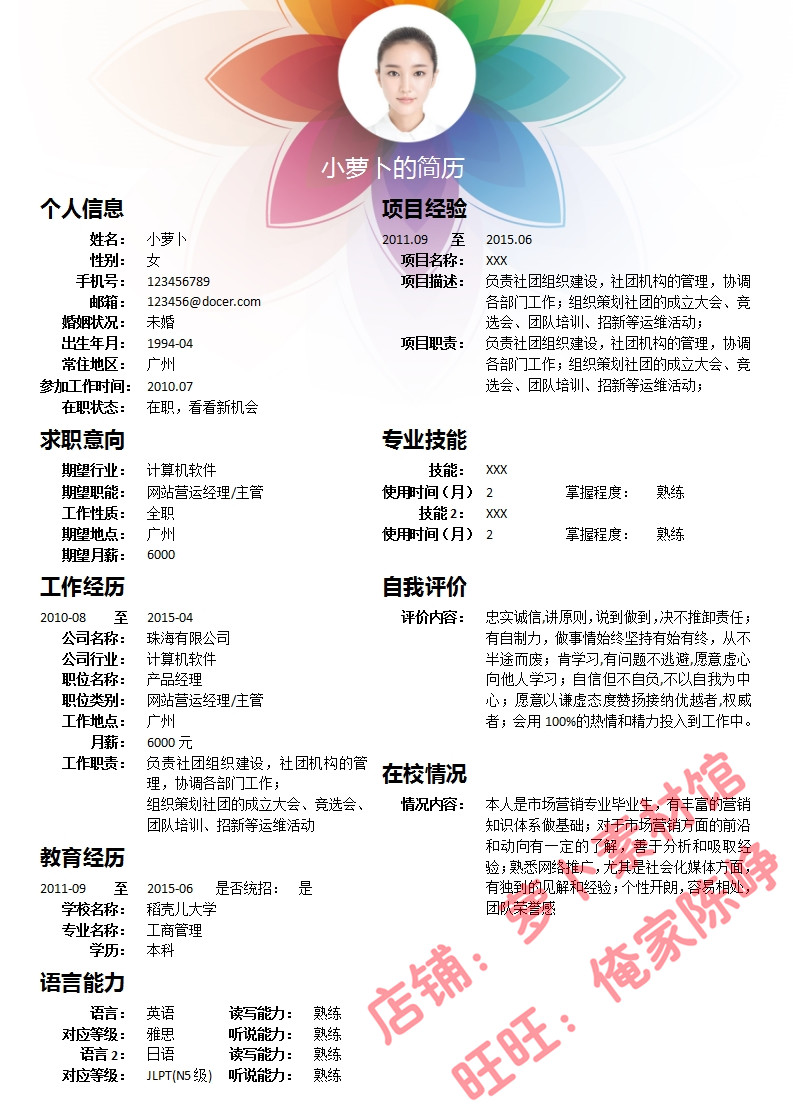 小萝卜的简历
个人信息
姓名： 小萝卜
性别： 女
手机号： 123456789
邮箱： 123456@docer.com
婚姻状况： 未婚
出生年月： 1994-04
常住地区： 广州
参加工作时间： 2010.07
在职状态： 在职，看看新机会
求职意向
期望行业： 计算机软件
期望职能： 网站营运经理/主管
工作性质： 全职
期望地点： 广州
期望月薪： 6000
工作经历
2010-08 至 2015-04
公司名称： 珠海有限公司
公司行业： 计算机软件
职位名称： 产品经理
职位类别： 网站营运经理/主管
工作地点： 广州
月薪： 6000 元
工作职责： 负责社团组织建设，社团机构的管
理，协调各部门工作；
组织策划社团的成立大会、竞选会、
团队培训、招新等运维活动
教育经历
2011-09 至 2015-06 是否统招： 是
学校名称： 稻壳儿大学
专业名称： 工商管理
学历： 本科
语言能力
语言： 英语 读写能力： 熟练
对应等级： 雅思 听说能力： 熟练
语言 2： 日语 读写能力： 熟练
对应等级： JLPT(N5 级) 听说能力： 熟练
项目经验
2011.09 至 2015.06
项目名称： XXX
项目描述： 负责社团组织建设，社团机构的管理，协调
各部门工作；组织策划社团的成立大会、竞
选会、团队培训、招新等运维活动；
项目职责： 负责社团组织建设，社团机构的管理，协调
各部门工作；组织策划社团的成立大会、竞
选会、团队培训、招新等运维活动；
专业技能
技能： XXX
使用时间（月） 2 掌握程度： 熟练
技能 2： XXX
使用时间（月） 2 掌握程度： 熟练
自我评价
评价内容： 忠实诚信,讲原则，说到做到，决不推卸责任；
有自制力，做事情始终坚持有始有终，从不
半途而废；肯学习,有问题不逃避,愿意虚心
向他人学习；自信但不自负,不以自我为中
心；愿意以谦虚态度赞扬接纳优越者,权威
者；会用 100%的热情和精力投入到工作中。
在校情况
情况内容： 本人是市场营销专业毕业生，有丰富的营销
知识体系做基础；对于市场营销方面的前沿
和动向有一定的了解，善于分析和吸取经
验；熟悉网络推广，尤其是社会化媒体方面，
有独到的见解和经验；个性开朗，容易相处，
团队荣誉感
店铺：萝卜素材馆
旺旺：俺家陈峥